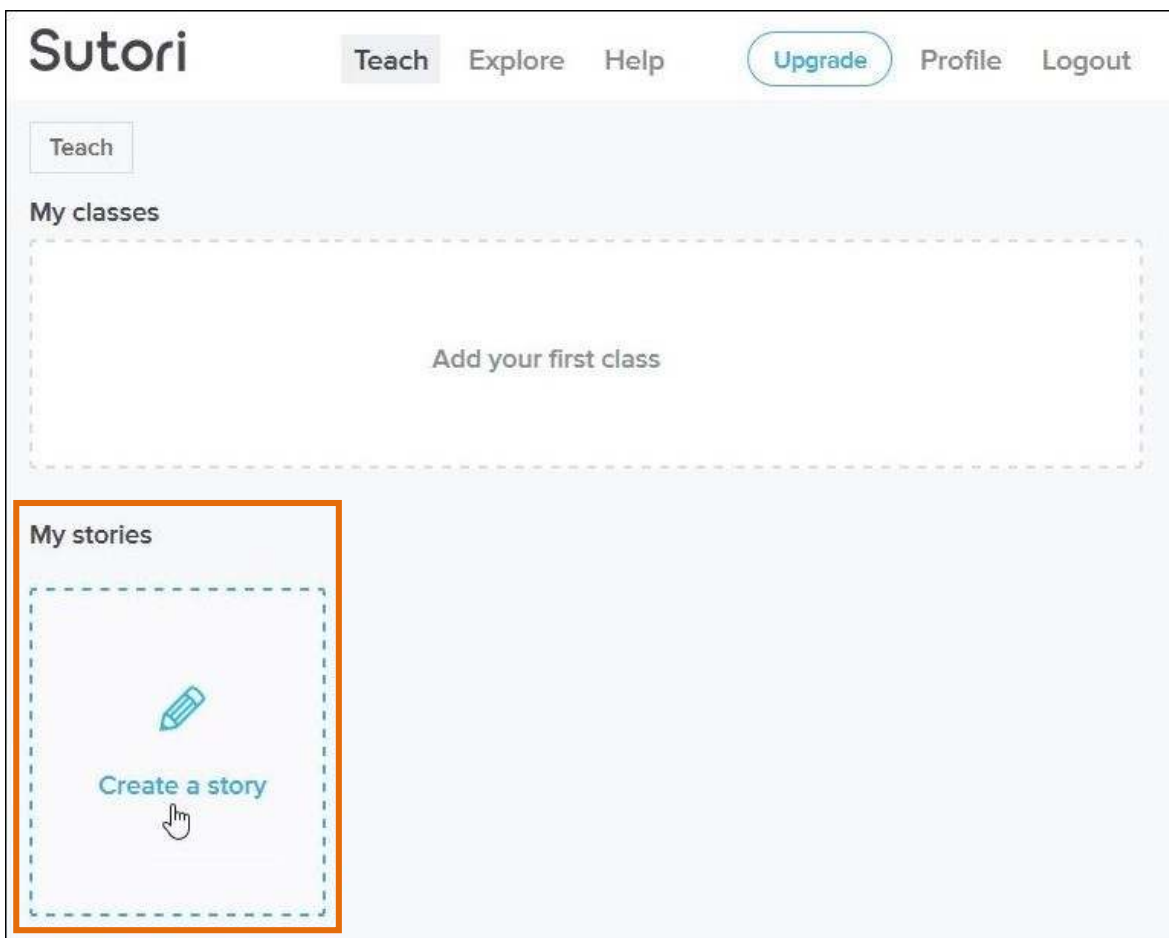 Sutori Teach Explore Help Upgrade Profile Logout
Teach
My classes
Add your first class
My stories
Create a story